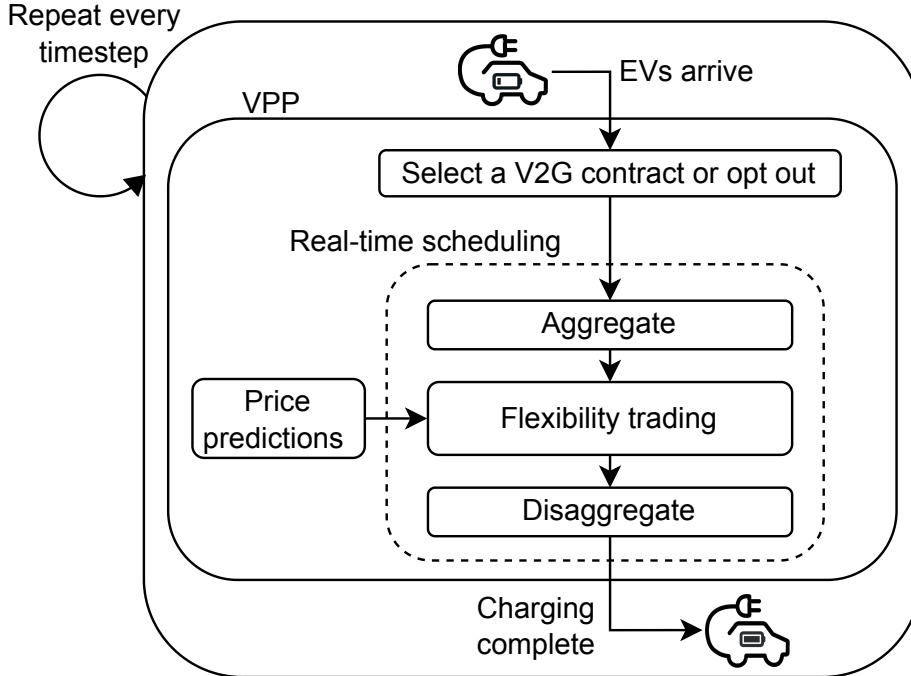 Repeat every
timestep
EVs arrive
VPP
Select a V2G contract or opt out
Real-time scheduling
Aggregate
Price
predictions
Flexibility trading
Disaggregate
Charging
complete